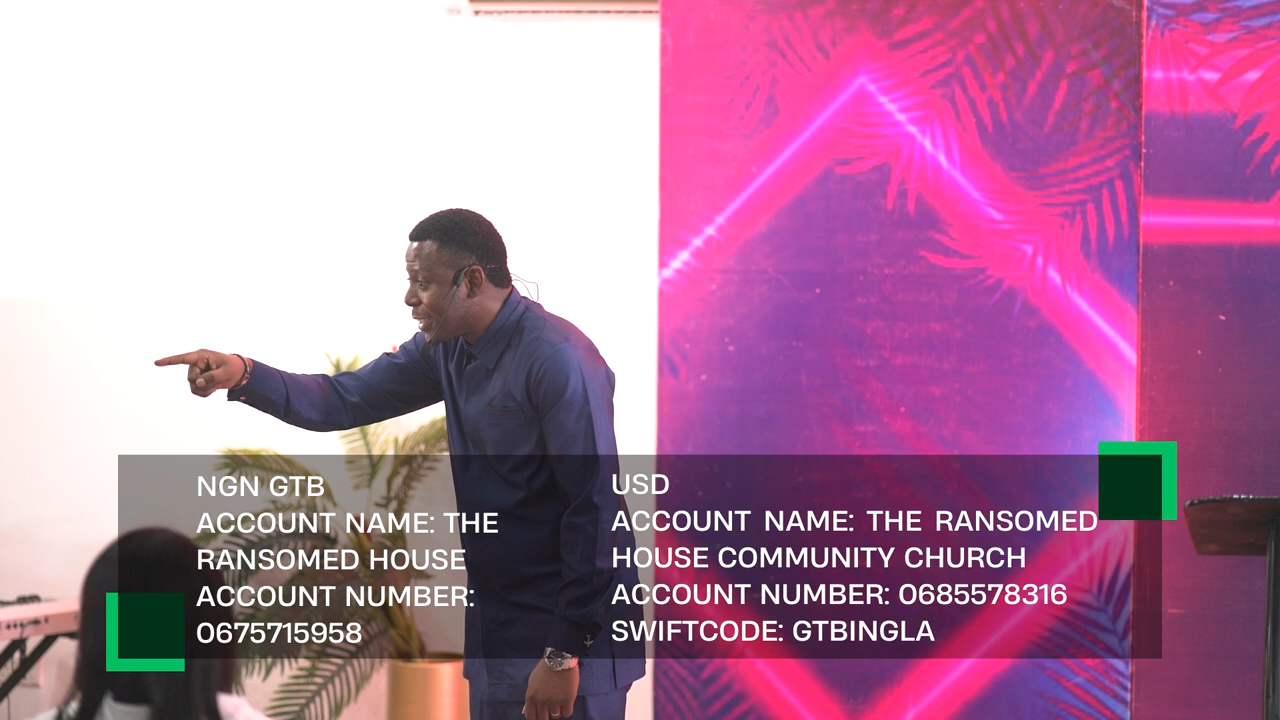 NGN GTB
ACCOUNT NAME: THE
RANSOMED HOUSE
ACCOUNT NUMBER:
0675715958
USD
ACCOUNT NAME: THE RANSOMED
HOUSE COMMUNITY CHURCH
ACCOUNT NUMBER: 0685578316
SWIFTCODE: GTBINGLA